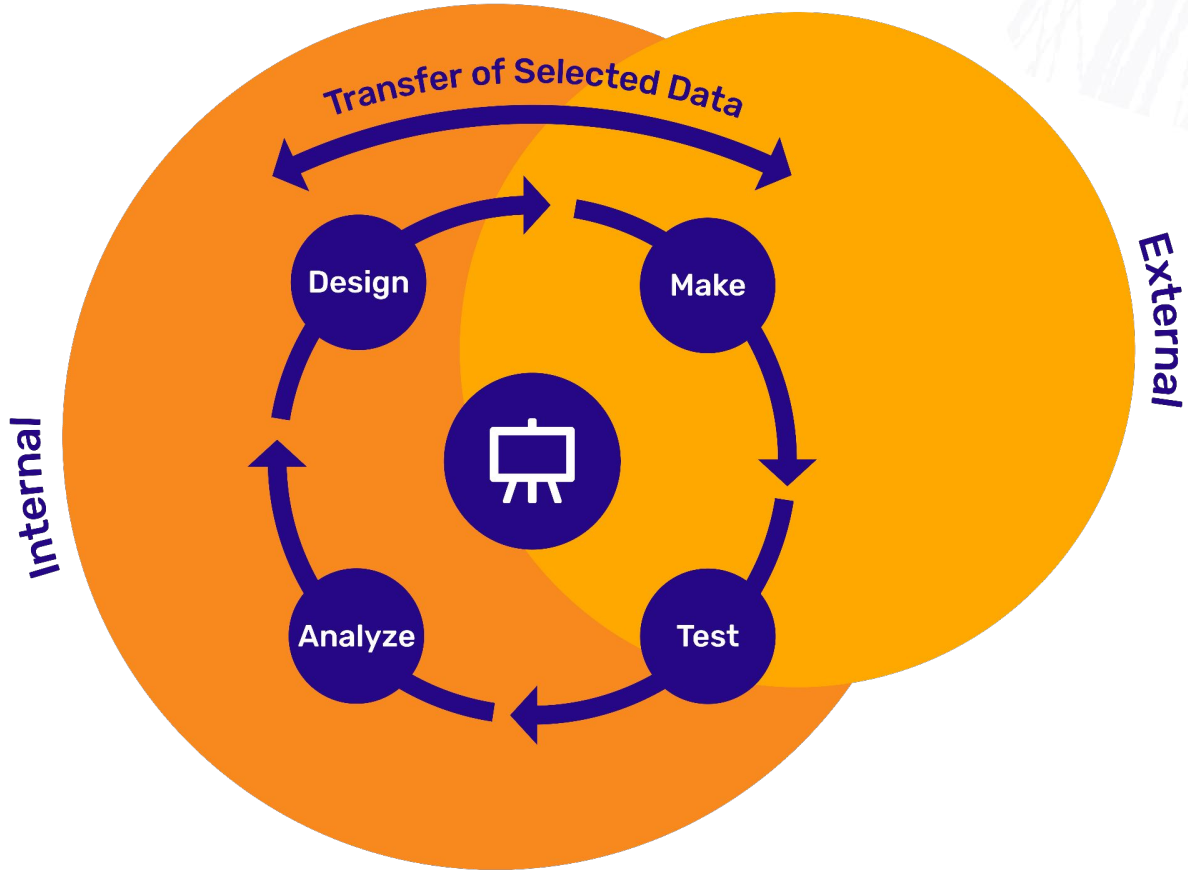 Transfer of Selected Data
Design
Make
External
Internal
Analyze
Test